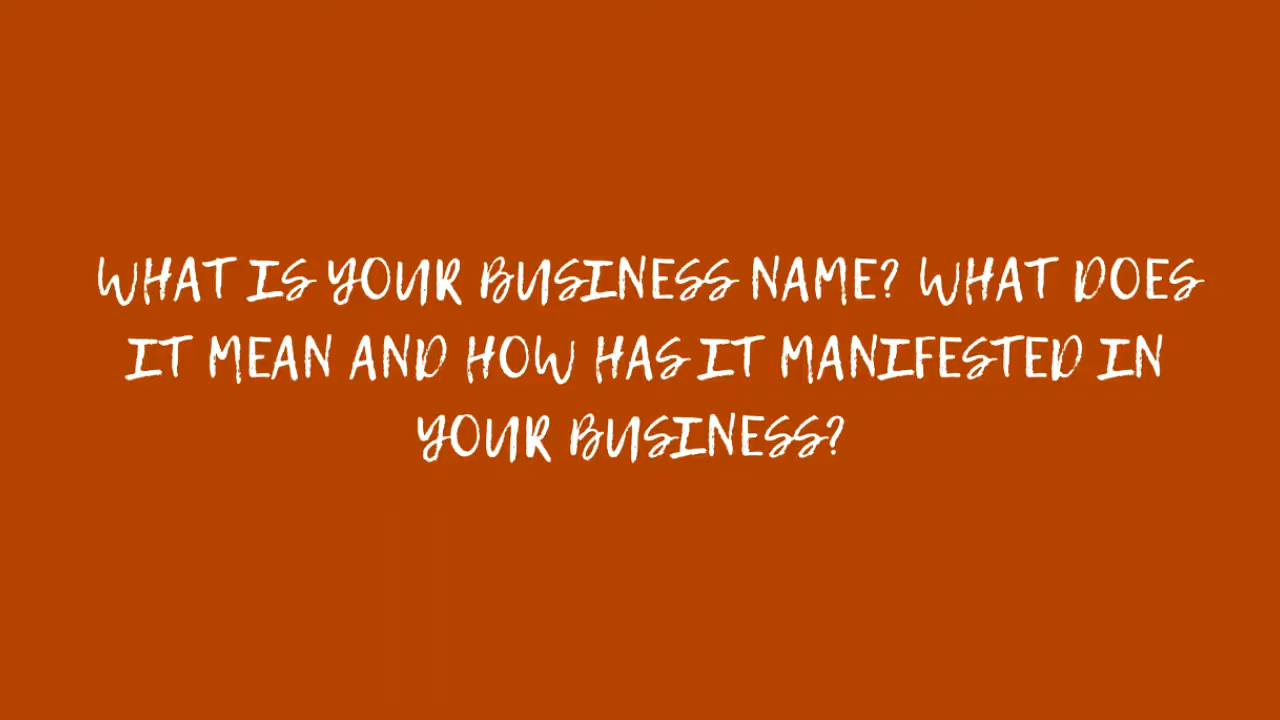 WHAT IS YOUR BUSINESS NAME? WHAT DOES
IT MEAN AND HOW HAS IT MANIFESTED IN
YOUR BUSINESS?